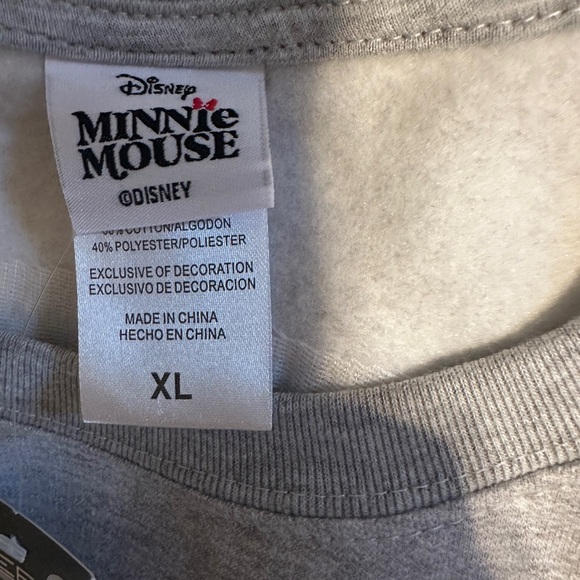 Disney
MINNIE
MOUSE
©DISNEY
COTTON/ALGODON
40% POLYESTER/POLIESTER
EXCLUSIVE OF DECORATION
EXCLUSIVO DE DECORACION
MADE IN CHINA
HECHO EN CHINA
XL